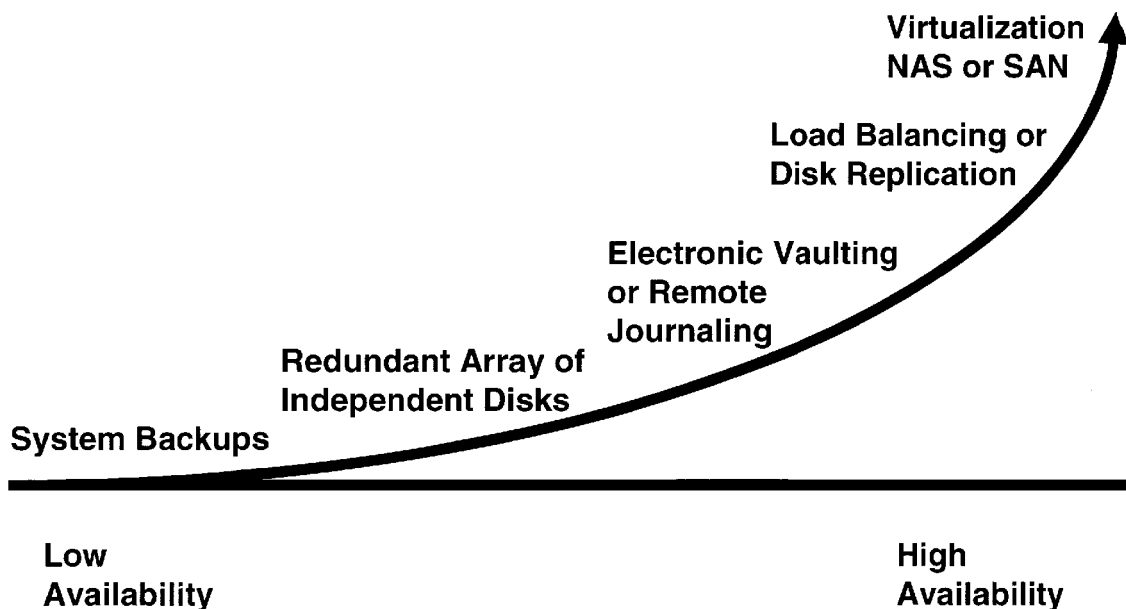 Virtualization
NAS or SAN
Load Balancing or
Disk Replication
Electronic Vaulting
or Remote
Journaling
Redundant Array of
Independent Disks
System Backups
Low
Availability
High
Availability